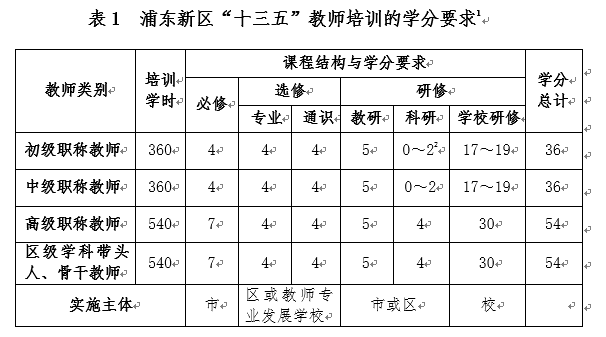 表 1 浦东新区“十三五”教师培训的学分要求¹
教师类别 培训学时 课程结构与学分要求 学分总计
必修 选修 研修
专业 通识 教研 科研 学校研修
初级职称教师 360 4 4 4 5 0～2² 17～19 36
中级职称教师 360 4 4 4 5 0～2 17～19 36
高级职称教师 540 7 4 4 5 4 30 54
区级学科带头人、骨干教师 540 7 4 4 5 4 30 54
实施主体 市 区或教师专业发展学校 市或区 校